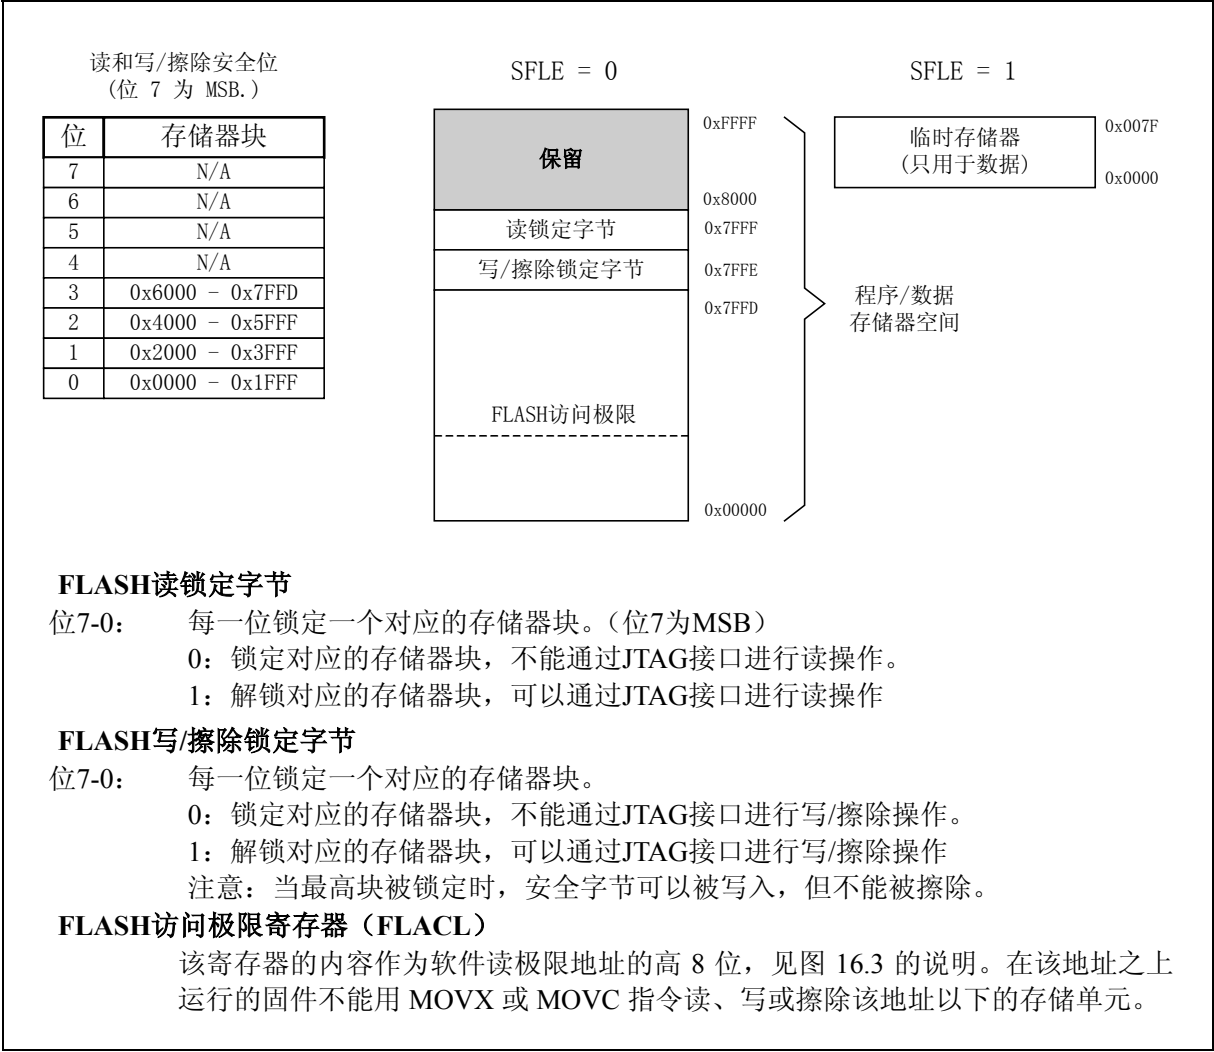 读和写/擦除安全位
(位 7 为 MSB.)
位 存储器块
7 N/A
6 N/A
5 N/A
4 N/A
3 0x6000 - 0x7FFD
2 0x4000 - 0x5FFF
1 0x2000 - 0x3FFF
0 0x0000 - 0x1FFF
SFLE = 0
保留
0xFFFF
0x8000
读锁定字节
0x7FFF
写/擦除锁定字节
0x7FFE
0x7FFD
FLASH访问极限
0x00000
程序/数据
存储器空间
SFLE = 1
临时存储器
(只用于数据)
0x007F
0x0000
FLASH读锁定字节
位7-0： 每一位锁定一个对应的存储器块。（位7为MSB）
0：锁定对应的存储器块，不能通过JTAG接口进行读操作。
1：解锁对应的存储器块，可以通过JTAG接口进行读操作
FLASH写/擦除锁定字节
位7-0： 每一位锁定一个对应的存储器块。
0：锁定对应的存储器块，不能通过JTAG接口进行写/擦除操作。
1：解锁对应的存储器块，可以通过JTAG接口进行写/擦除操作
注意：当最高块被锁定时，安全字节可以被写入，但不能被擦除。
FLASH访问极限寄存器（FLACL）
该寄存器的内容作为软件读极限地址的高 8 位，见图 16.3 的说明。在该地址之上
运行的固件不能用 MOVX 或 MOVC 指令读、写或擦除该地址以下的存储单元。